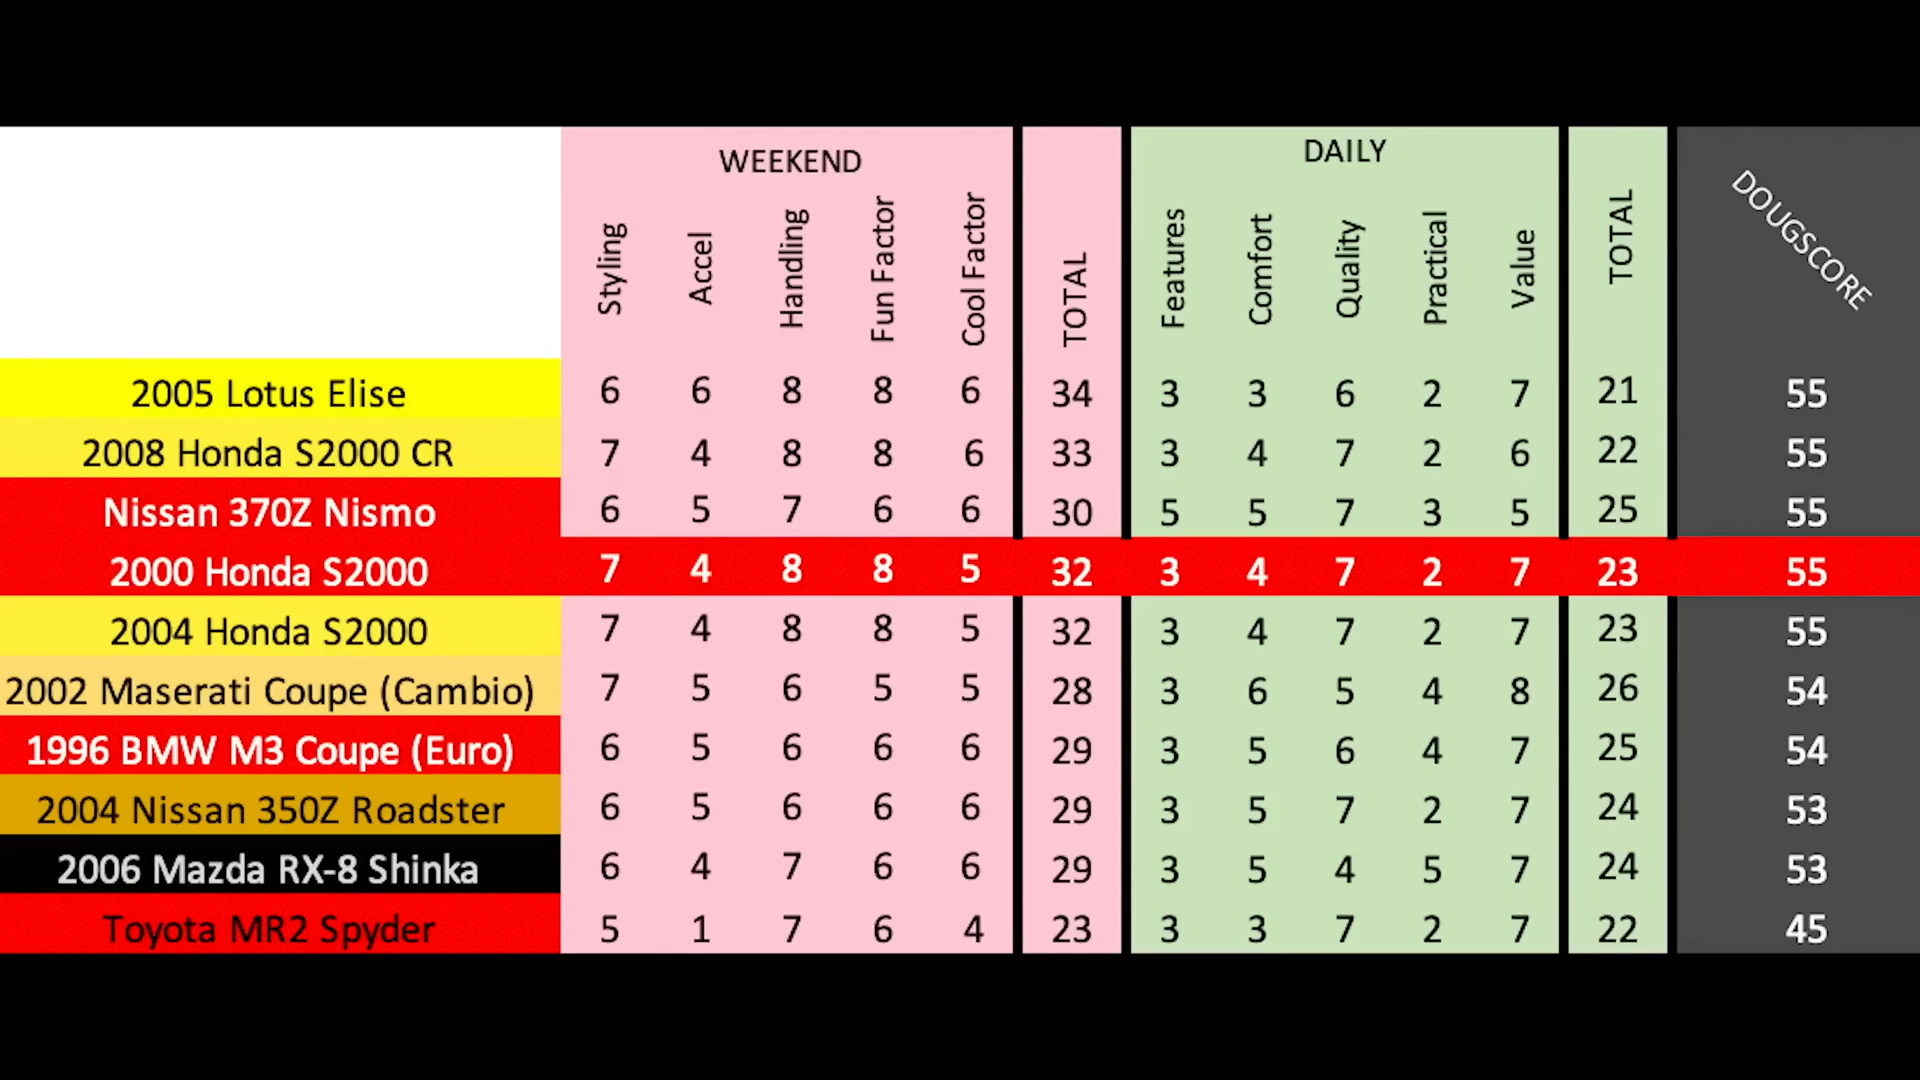 WEEKEND DAILY
Styling Accel Handling Fun Factor Cool Factor TOTAL Features Comfort Quality Practical Value TOTAL DOUGSCORE
2005 Lotus Elise 6 6 8 8 6 34 3 3 6 2 7 21 55
2008 Honda S2000 CR 7 4 8 8 6 33 3 4 7 2 6 22 55
Nissan 370Z Nismo 6 5 7 6 6 30 5 5 7 3 5 25 55
2000 Honda S2000 7 4 8 8 5 32 3 4 7 2 7 23 55
2004 Honda S2000 7 4 8 8 5 32 3 4 7 2 7 23 55
2002 Maserati Coupe (Cambio) 7 5 6 5 5 28 3 6 5 4 8 26 54
1996 BMW M3 Coupe (Euro) 6 5 6 6 6 29 3 5 6 4 7 25 54
2004 Nissan 350Z Roadster 6 5 6 6 6 29 3 5 7 2 7 24 53
2006 Mazda RX-8 Shinka 6 4 7 6 6 29 3 5 4 5 7 24 53
Toyota MR2 Spyder 5 1 7 6 4 23 3 3 7 2 7 22 45